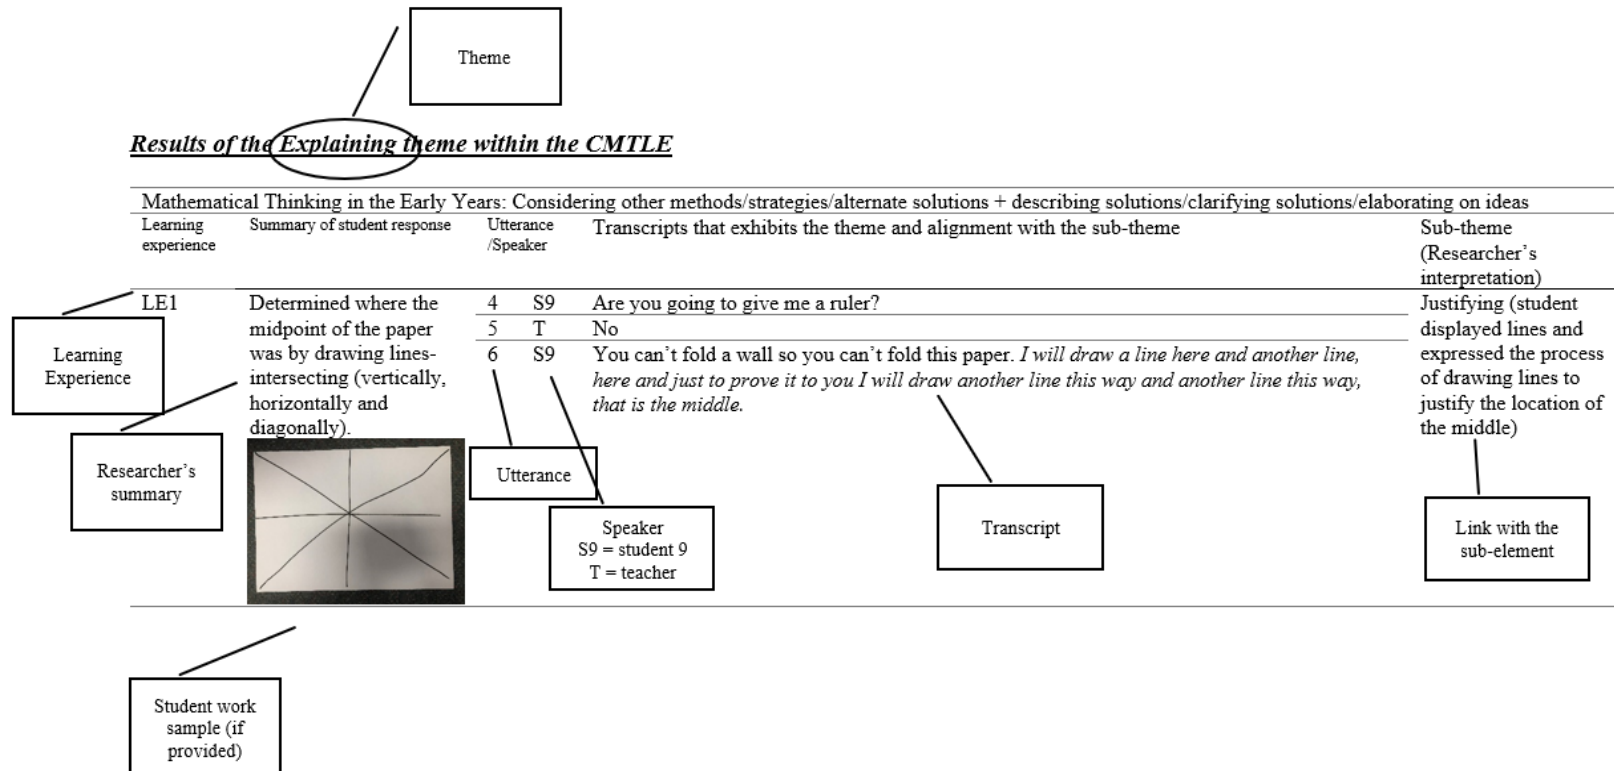 Theme
Results of the Explaining theme within the CMTLE
Mathematical Thinking in the Early Years: Considering other methods/strategies/alternate solutions + describing solutions/clarifying solutions/elaborating on ideas
Learning
experience
Summary of student response
Utterance
/Speaker
Transcripts that exhibits the theme and alignment with the sub-theme
Sub-theme
(Researcher's
interpretation)
LE1
Determined where the
midpoint of the paper
was by drawing lines-
intersecting (vertically,
horizontally and
diagonally).
4 S9 Are you going to give me a ruler?
5 T No
6 S9 You can't fold a wall so you can't fold this paper. I will draw a line here and another line,
here and just to prove it to you I will draw another line this way and another line this way,
that is the middle.
Justifying (student
displayed lines and
expressed the process
of drawing lines to
justify the location of
the middle)
Learning
Experience
Researcher's
summary
Utterance
Speaker
S9 = student 9
T = teacher
Transcript
Link with the
sub-element
Student work
sample (if
provided)